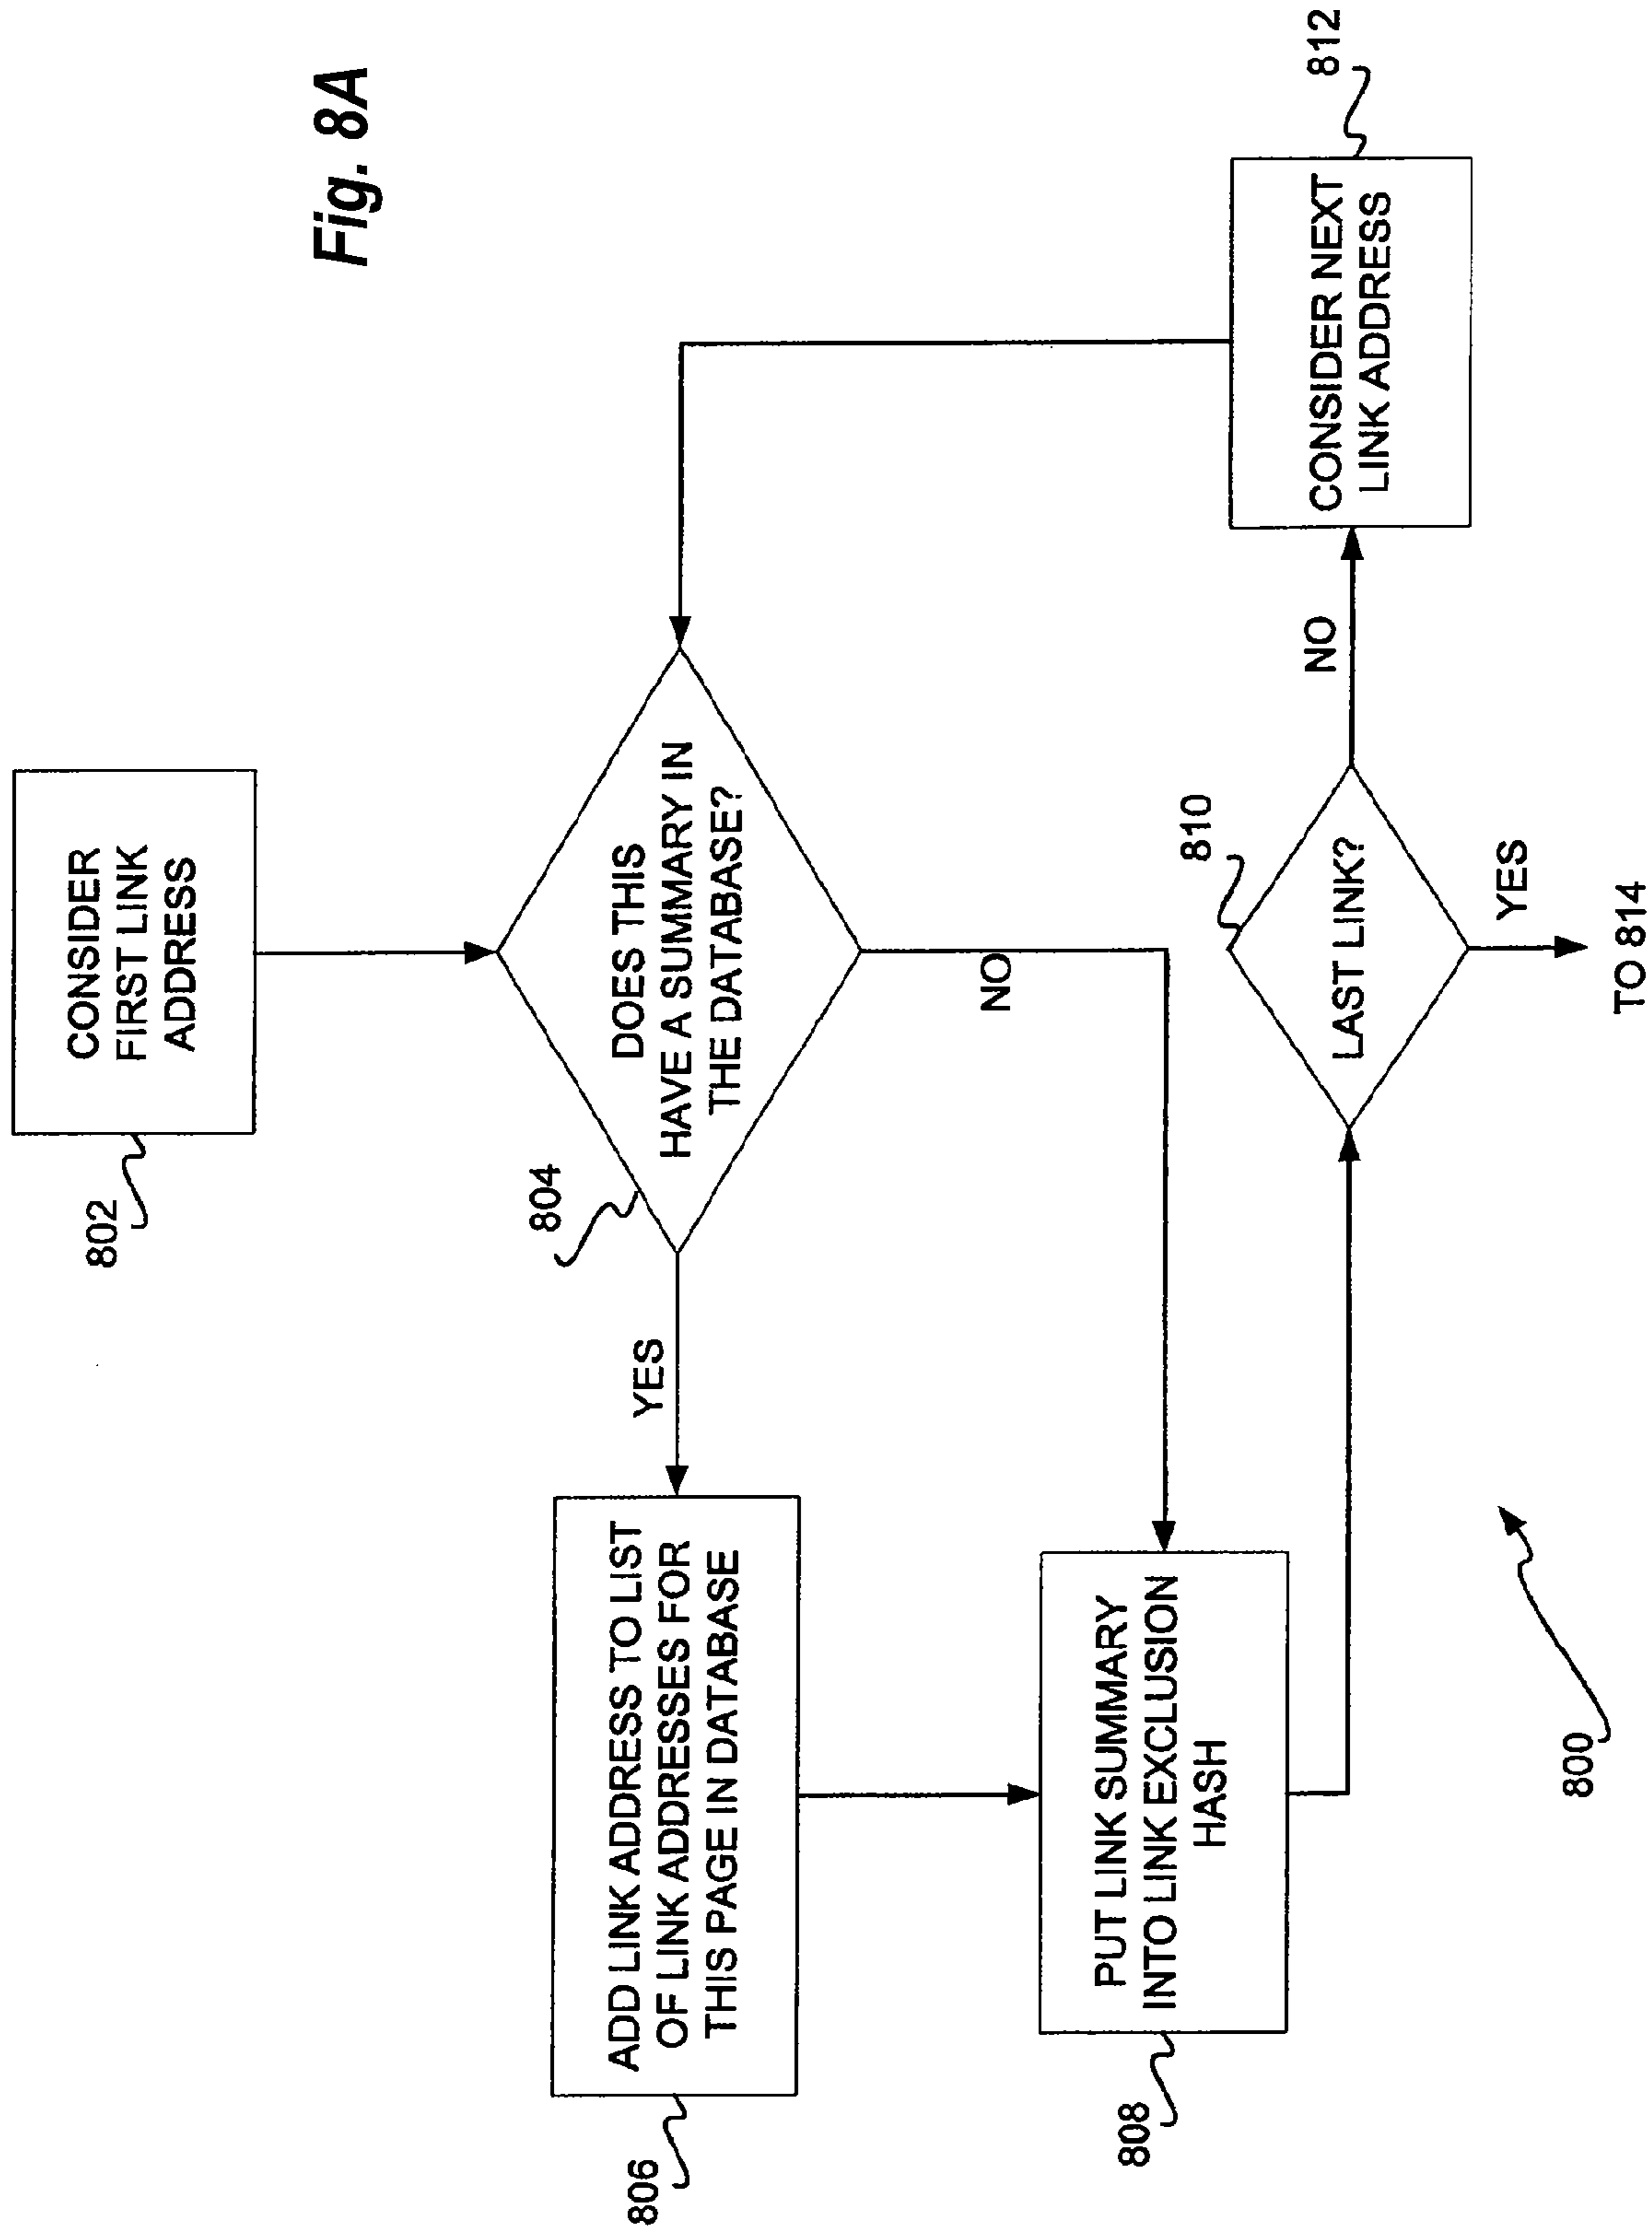 Fig. 8A
802
CONSIDER
FIRST LINK
ADDRESS
804
DOES THIS
HAVE A SUMMARY IN
THE DATABASE?
YES
NO
806
ADD LINK ADDRESS TO LIST
OF LINK ADDRESSES FOR
THIS PAGE IN DATABASE
808
PUT LINK SUMMARY
INTO LINK EXCLUSION
HASH
810
LAST LINK?
NO
YES
812
CONSIDER NEXT
LINK ADDRESS
TO 814
800